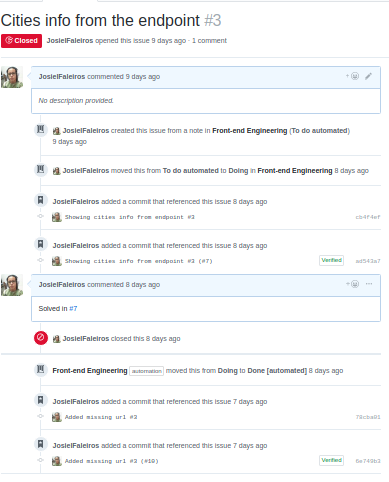 Cities info from the endpoint #3
Closed JosielFaleiros opened this issue 9 days ago · 1 comment
JosielFaleiros commented 9 days ago
No description provided.
JosielFaleiros created this issue from a note in Front-end Engineering (To do automated)
9 days ago
JosielFaleiros moved this from To do automated to Doing in Front-end Engineering 8 days ago
JosielFaleiros added a commit that referenced this issue 8 days ago
Showing cities info from endpoint #3 cb4f4ef
JosielFaleiros added a commit that referenced this issue 8 days ago
Showing cities info from endpoint #3 (#7) Verified ad543a7
JosielFaleiros commented 8 days ago
Solved in #7
JosielFaleiros closed this 8 days ago
Front-end Engineering automation moved this from Doing to Done [automated] 8 days ago
JosielFaleiros added a commit that referenced this issue 7 days ago
Added missing url #3 78cba05
JosielFaleiros added a commit that referenced this issue 7 days ago
Added missing url #3 (#10) Verified 6e749b3